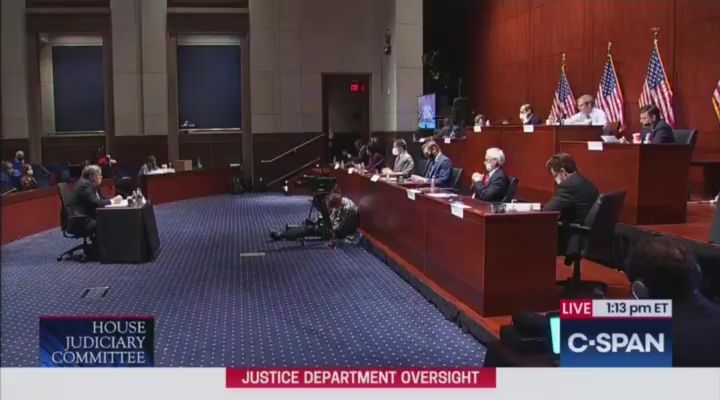 HOUSE
JUDICIARY
COMMITTEE
LIVE 1:13 pm ET
C-SPAN
JUSTICE DEPARTMENT OVERSIGHT